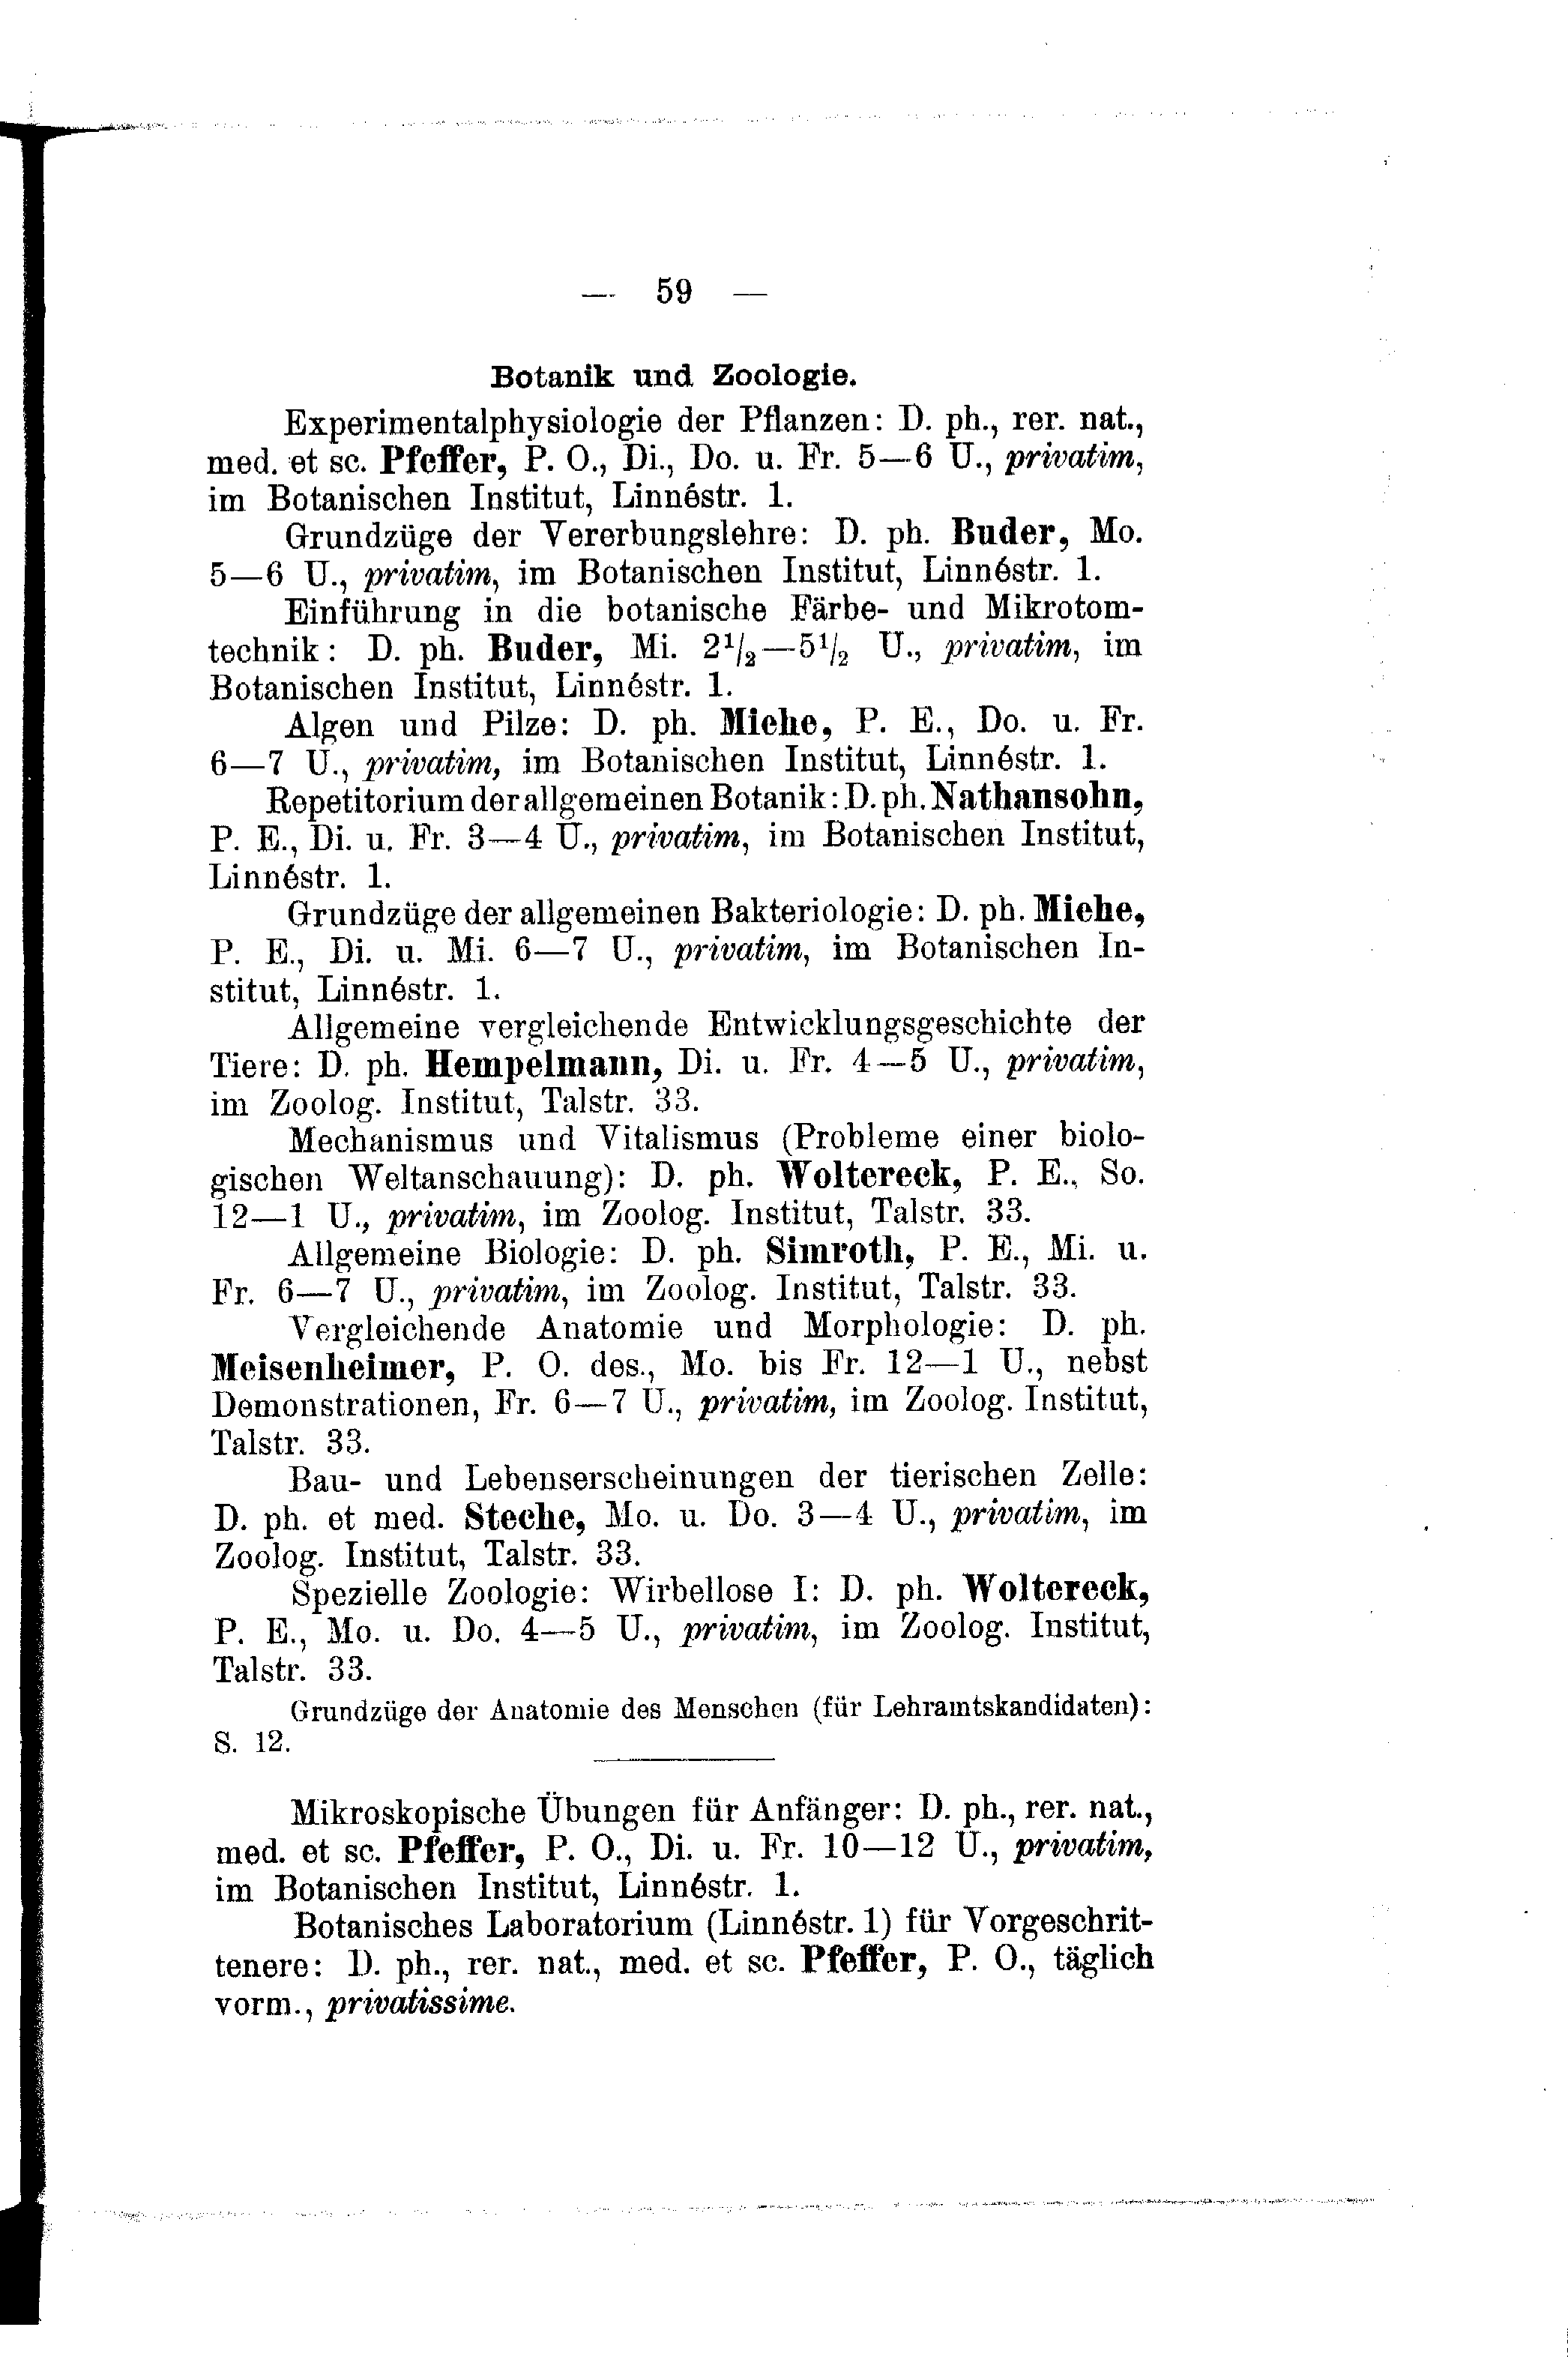 — 59 —
Botanik und Zoologie.
Experimentalphysiologie der Pflanzen: D. ph., rer. nat.,
med. et sc. Pfeffer, P. O., Di., Do. u. Fr. 5—6 U., privatim,
im Botanischen Institut, Linnéstr. 1.
Grundzüge der Vererbungslehre: D. ph. Buder, Mo.
5—6 U., privatim, im Botanischen Institut, Linnéstr. 1.
Einführung in die botanische Färbe- und Mikrotom-
technik: D. ph. Buder, Mi. 2 1/2—5 1/2 U., privatim, im
Botanischen Institut, Linnéstr. 1.
Algen und Pilze: D. ph. Miehe, P. E., Do. u. Fr.
6—7 U., privatim, im Botanischen Institut, Linnéstr. 1.
Repetitorium der allgemeinen Botanik: D. ph. Nathansohn,
P. E., Di. u. Fr. 3—4 U., privatim, im Botanischen Institut,
Linnéstr. 1.
Grundzüge der allgemeinen Bakteriologie: D. ph. Miehe,
P. E., Di. u. Mi. 6—7 U., privatim, im Botanischen In-
stitut, Linnéstr. 1.
Allgemeine vergleichende Entwicklungsgeschichte der
Tiere: D. ph. Hempelmann, Di. u. Fr. 4—5 U., privatim,
im Zoolog. Institut, Talstr. 33.
Mechanismus und Vitalismus (Probleme einer biolo-
gischen Weltanschauung): D. ph. Woltereck, P. E., So.
12—1 U., privatim, im Zoolog. Institut, Talstr. 33.
Allgemeine Biologie: D. ph. Simroth, P. E., Mi. u.
Fr. 6—7 U., privatim, im Zoolog. Institut, Talstr. 33.
Vergleichende Anatomie und Morphologie: D. ph.
Meisenheimer, P. O. des., Mo. bis Fr. 12—1 U., nebst
Demonstrationen, Fr. 6—7 U., privatim, im Zoolog. Institut,
Talstr. 33.
Bau- und Lebenserscheinungen der tierischen Zelle:
D. ph. et med. Steche, Mo. u. Do. 3—4 U., privatim, im
Zoolog. Institut, Talstr. 33.
Spezielle Zoologie: Wirbellose I: D. ph. Woltereck,
P. E., Mo. u. Do. 4—5 U., privatim, im Zoolog. Institut,
Talstr. 33.
Grundzüge der Anatomie des Menschen (für Lehramtskandidaten):
S. 12.
Mikroskopische Übungen für Anfänger: D. ph., rer. nat.,
med. et sc. Pfeffer, P. O., Di. u. Fr. 10—12 U., privatim,
im Botanischen Institut, Linnéstr. 1.
Botanisches Laboratorium (Linnéstr. 1) für Vorgeschrit-
tenere: D. ph., rer. nat., med. et sc. Pfeffer, P. O., täglich
vorm., privatissime.